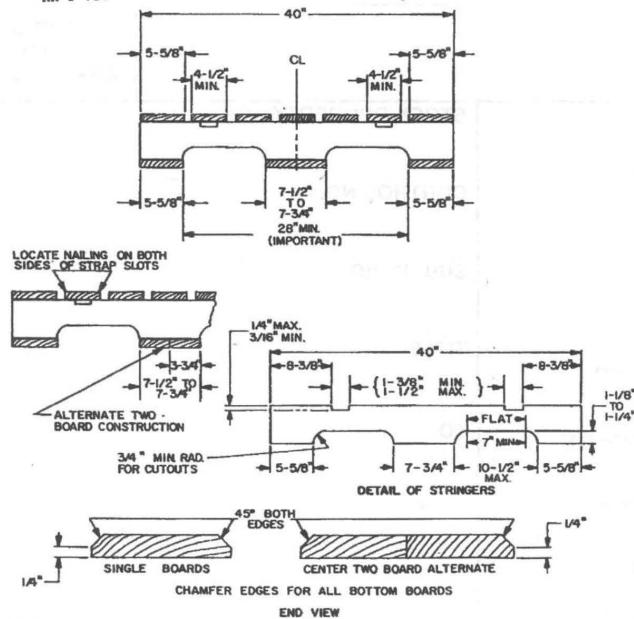 40"
5-5/8"
CL
5-5/8"
4-1/2"
MIN.
4-1/2"
MIN.
5-5/8"
7-1/2"
TO
7-3/4"
5-5/8"
28" MIN.
(IMPORTANT)
LOCATE NAILING ON BOTH
SIDES OF STRAP SLOTS
3-3/4"
7-1/2" TO
7-3/4"
ALTERNATE TWO-
BOARD CONSTRUCTION
1/4" MAX.
3/16" MIN.
40"
8-3/8"
8-3/8"
1-3/8" MIN.
1-1/2" MAX.
1-1/8"
TO
1-1/4"
FLAT
7" MIN
3/4" MIN. RAD.
FOR CUTOUTS
5-5/8"
7-3/4"
10-1/2"
MAX.
5-5/8"
DETAIL OF STRINGERS
45° BOTH
EDGES
1/4"
1/4"
SINGLE BOARDS
CENTER TWO BOARD ALTERNATE
CHAMFER EDGES FOR ALL BOTTOM BOARDS
END VIEW